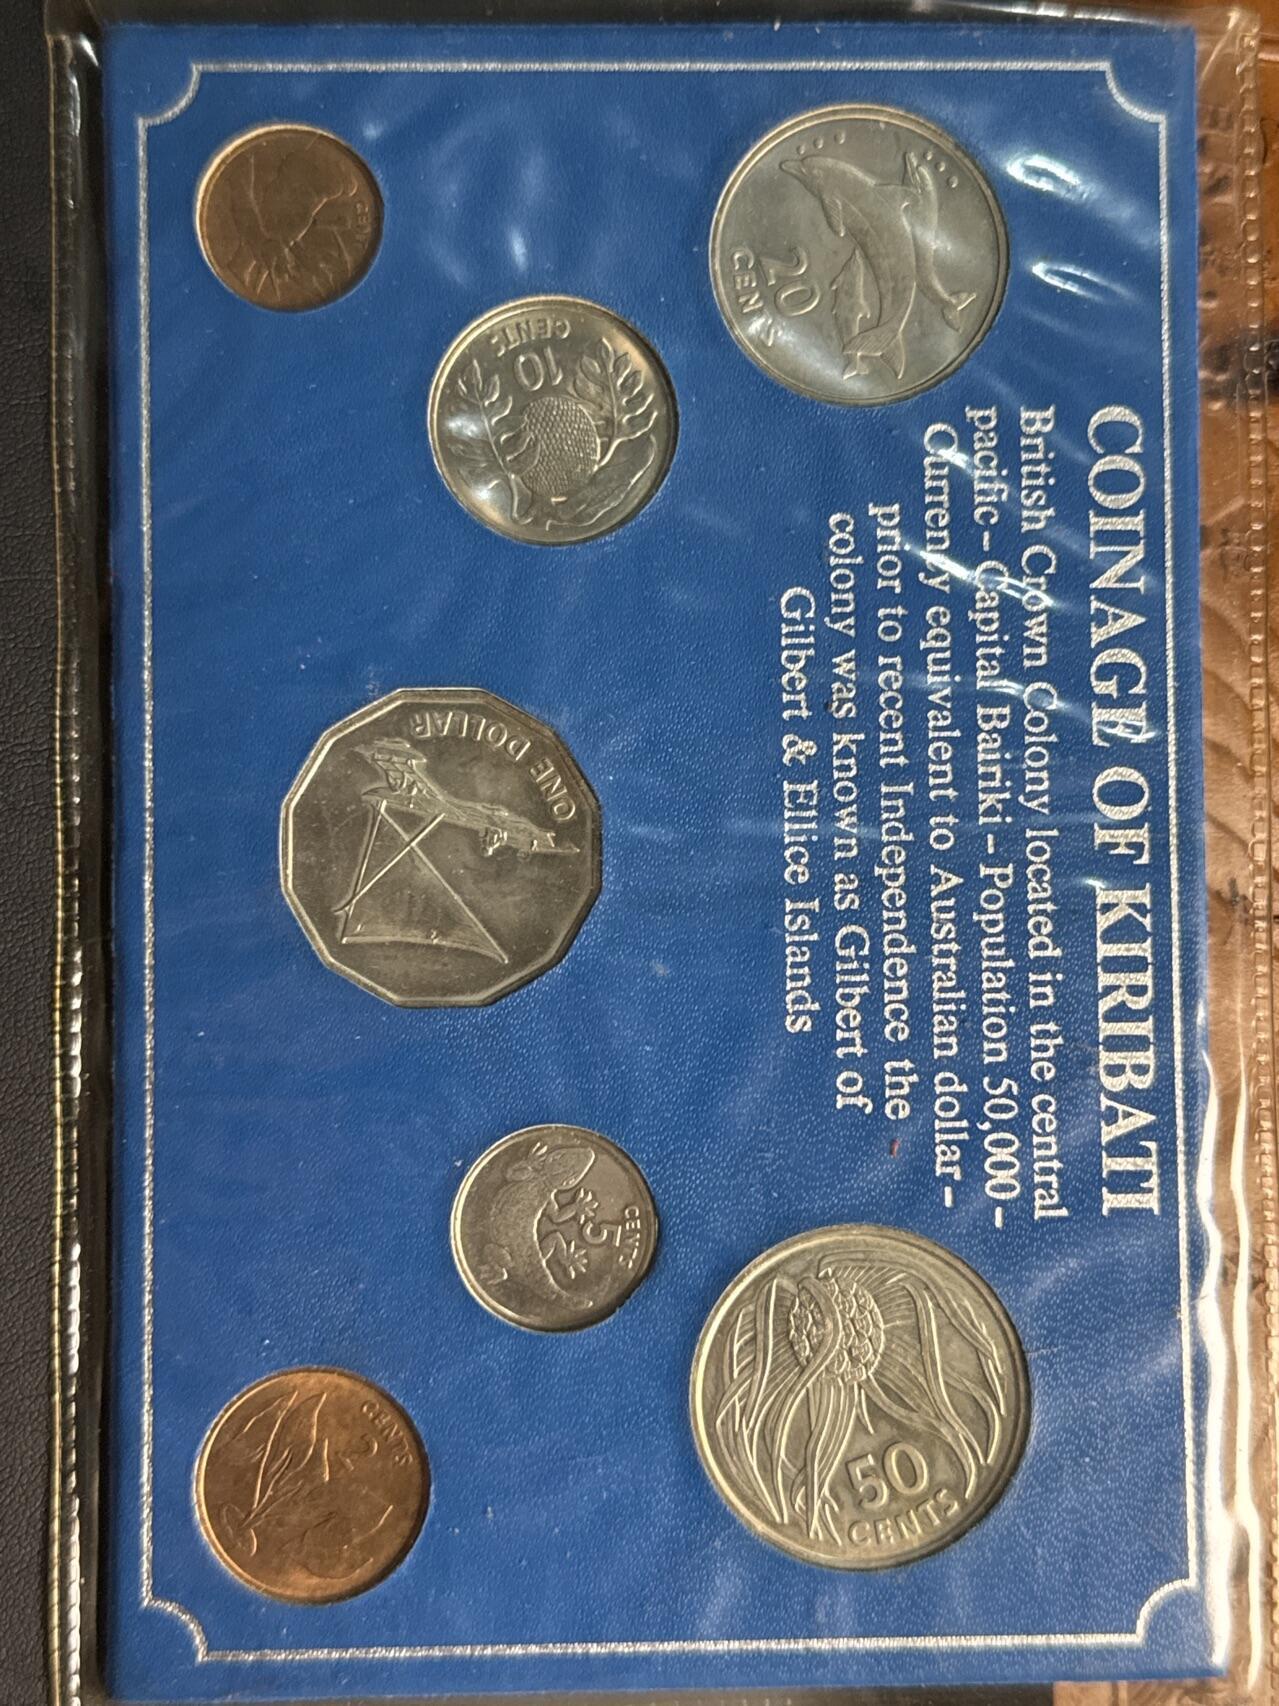 COINAGE OF KIRIBATI
British Crown Colony located in the central
pacific - Capital Bairiki - Population 50,000 -
Currency equivalent to Australian dollar -
prior to recent Independence the -
colony was known as Gilbert of
Gilbert & Ellice Islands
20
CENTS
50
CENTS
10
CENTS
5
CENTS
ONE DOLLAR
2
CENTS